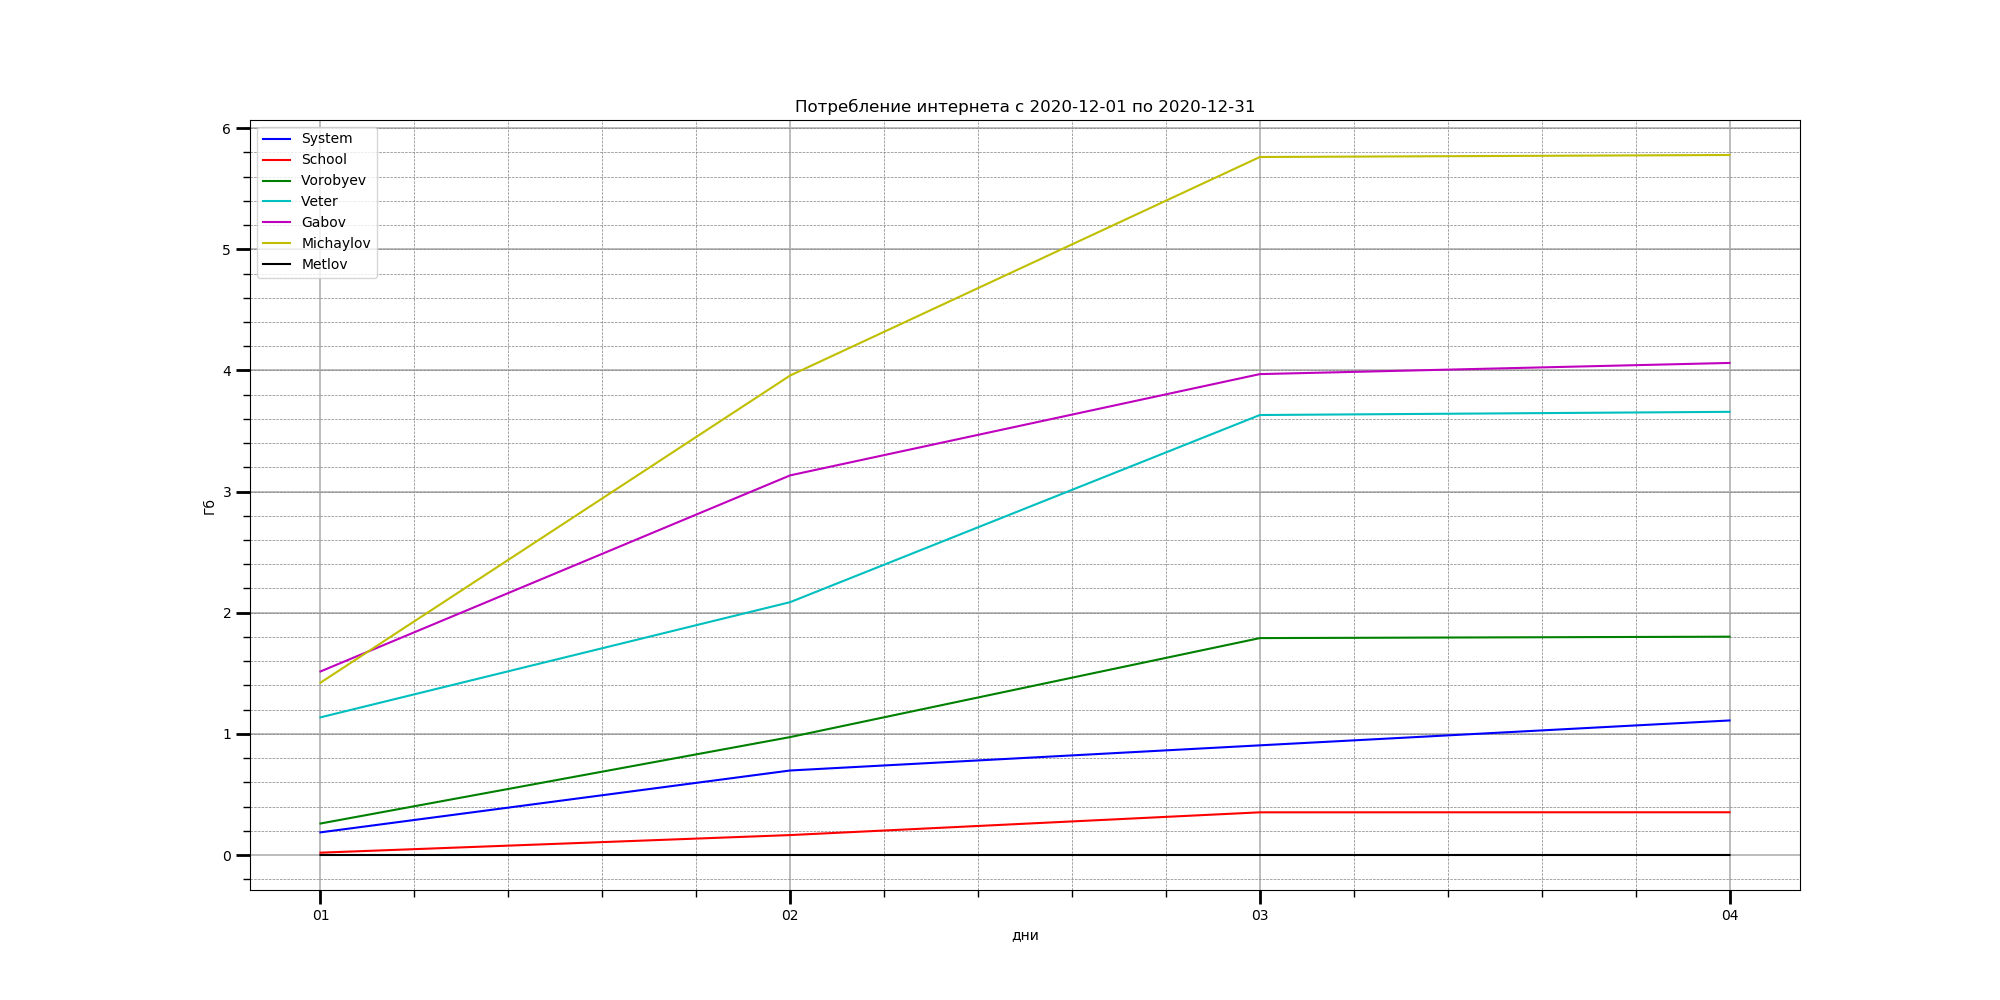 Потребление интернета с 2020-12-01 по 2020-12-31
System
School
Vorobyev
Veter
Gabov
Michaylov
Metlov
6
5
4
3
2
1
0
Гб
01 02 03 04
дни